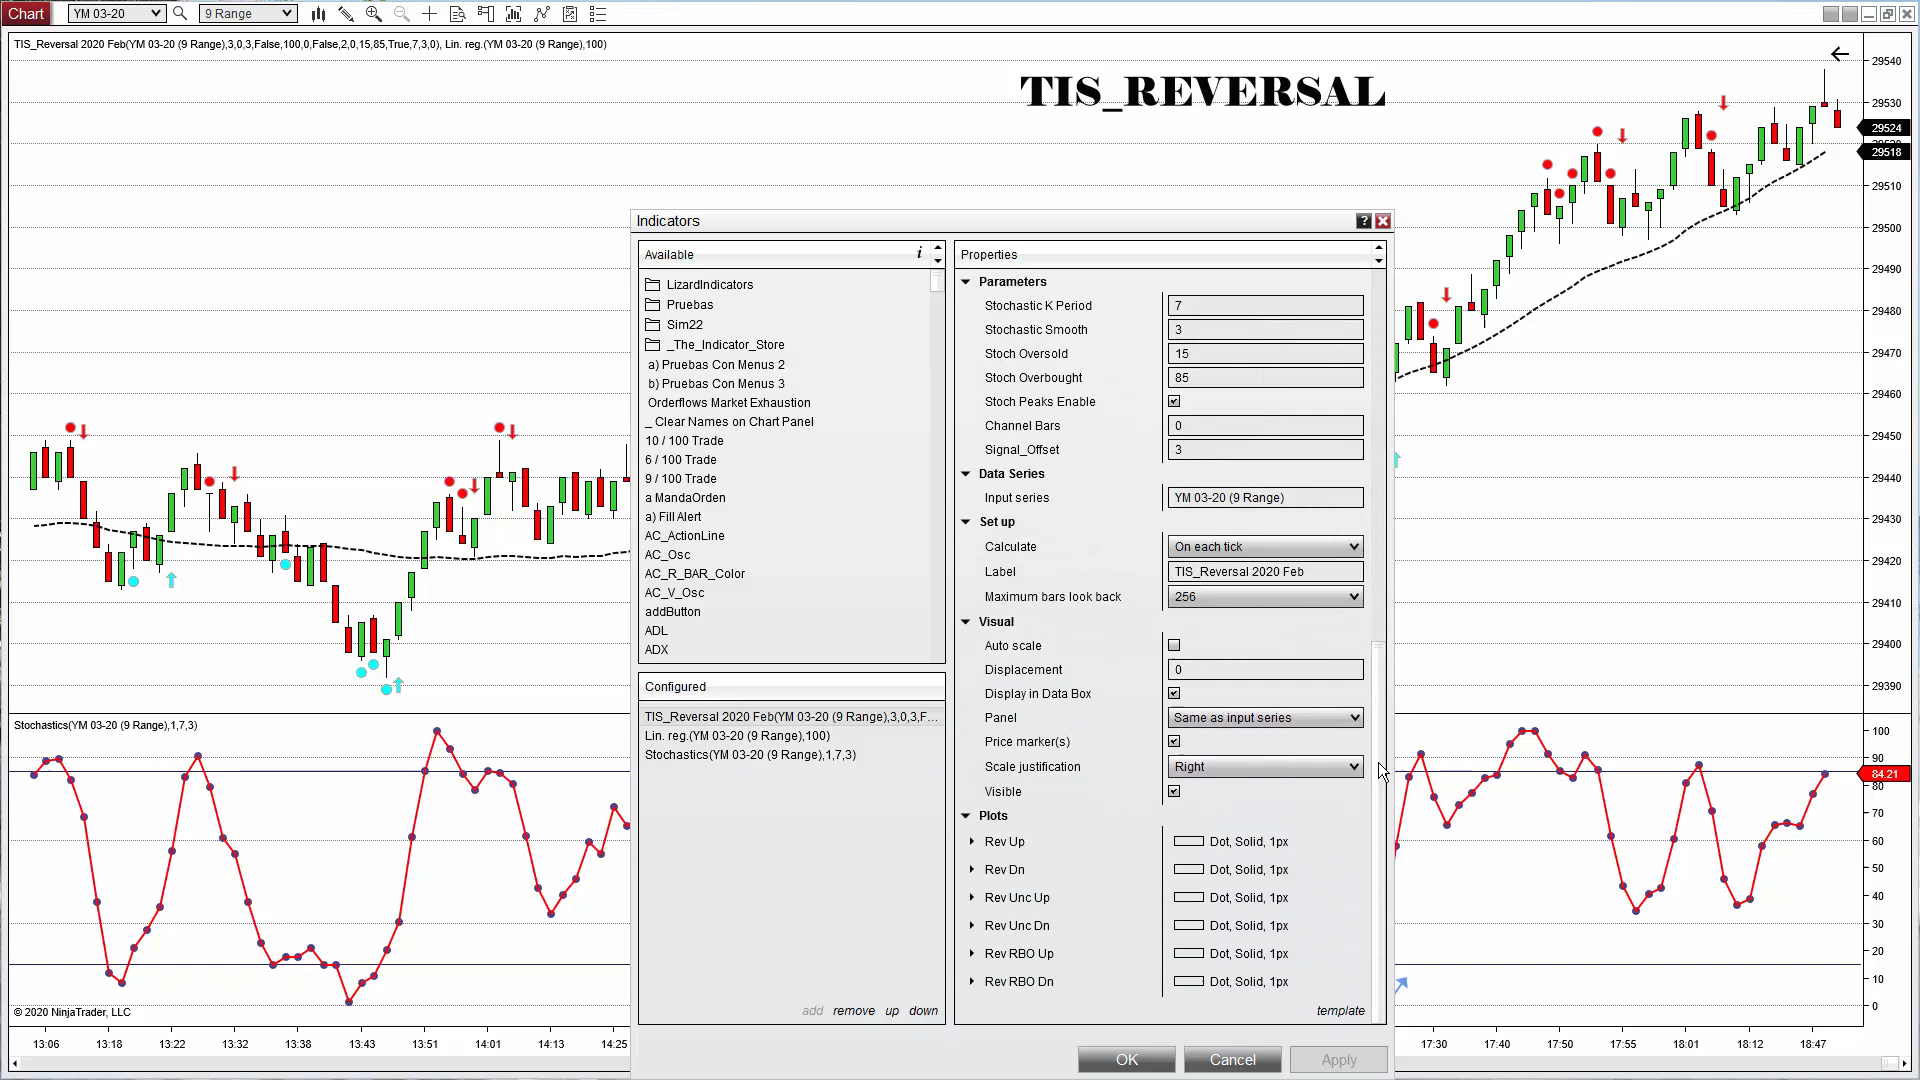 Chart YM 03-20 9 Range
TIS_Reversal 2020 Feb(YM 03-20 (9 Range),3,0,3,False,100,0,False,2,0,15,85,True,7,3,0), Lin. reg.(YM 03-20 (9 Range),100)
TIS_REVERSAL
29540
29530
29524
29518
29510
29500
29490
29480
29470
29460
29450
29440
29430
29420
29410
29400
29390
Indicators
Available
LizardIndicators
Pruebas
Sim22
_The_Indicator_Store
a) Pruebas Con Menus 2
b) Pruebas Con Menus 3
Orderflows Market Exhaustion
_ Clear Names on Chart Panel
10 / 100 Trade
6 / 100 Trade
9 / 100 Trade
a MandaOrden
a) Fill Alert
AC_ActionLine
AC_Osc
AC_R_BAR_Color
AC_V_Osc
addButton
ADL
ADX
Configured
TIS_Reversal 2020 Feb(YM 03-20 (9 Range),3,0,3,F...
Lin. reg.(YM 03-20 (9 Range),100)
Stochastics(YM 03-20 (9 Range),1,7,3)
add remove up down
Properties
Parameters
Stochastic K Period 7
Stochastic Smooth 3
Stoch Oversold 15
Stoch Overbought 85
Stoch Peaks Enable
Channel Bars 0
Signal_Offset 3
Data Series
Input series YM 03-20 (9 Range)
Set up
Calculate On each tick
Label TIS_Reversal 2020 Feb
Maximum bars look back 256
Visual
Auto scale
Displacement 0
Display in Data Box
Panel Same as input series
Price marker(s)
Scale justification Right
Visible
Plots
Rev Up Dot, Solid, 1px
Rev Dn Dot, Solid, 1px
Rev Unc Up Dot, Solid, 1px
Rev Unc Dn Dot, Solid, 1px
Rev RBO Up Dot, Solid, 1px
Rev RBO Dn Dot, Solid, 1px
template
OK Cancel Apply
Stochastics(YM 03-20 (9 Range),1,7,3)
100
90
84.21
80
70
60
50
40
30
20
10
0
© 2020 NinjaTrader, LLC
13:06 13:18 13:22 13:32 13:38 13:43 13:51 14:01 14:13 14:25 17:30 17:40 17:50 17:55 18:01 18:12 18:47